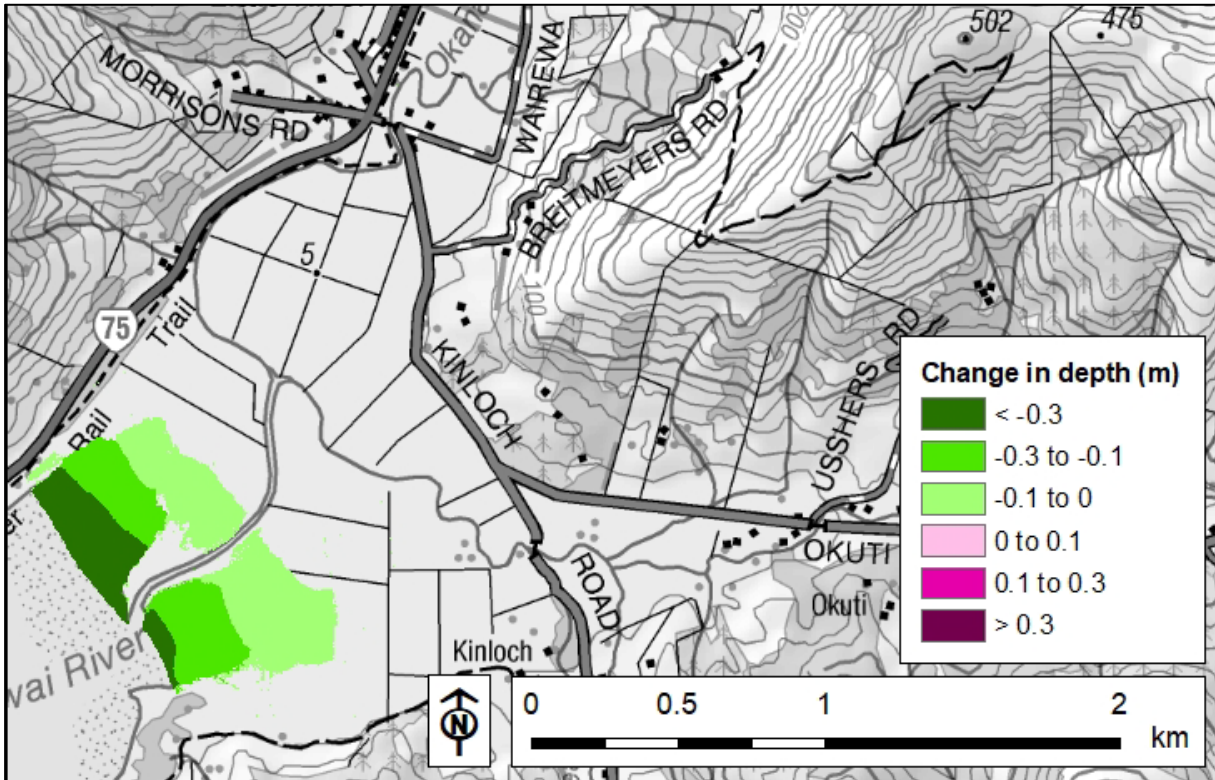 Okana
200
502
475
MORRISONS RD
WAIREWA
BREITMEYERS RD
5
100
75
Trail
Rail
KINLOCH
USSHERS RD
OKUTI
ROAD
Okuti
Kinloch
wai River
Change in depth (m)
< -0.3
-0.3 to -0.1
-0.1 to 0
0 to 0.1
0.1 to 0.3
> 0.3
N
0 0.5 1 2
km